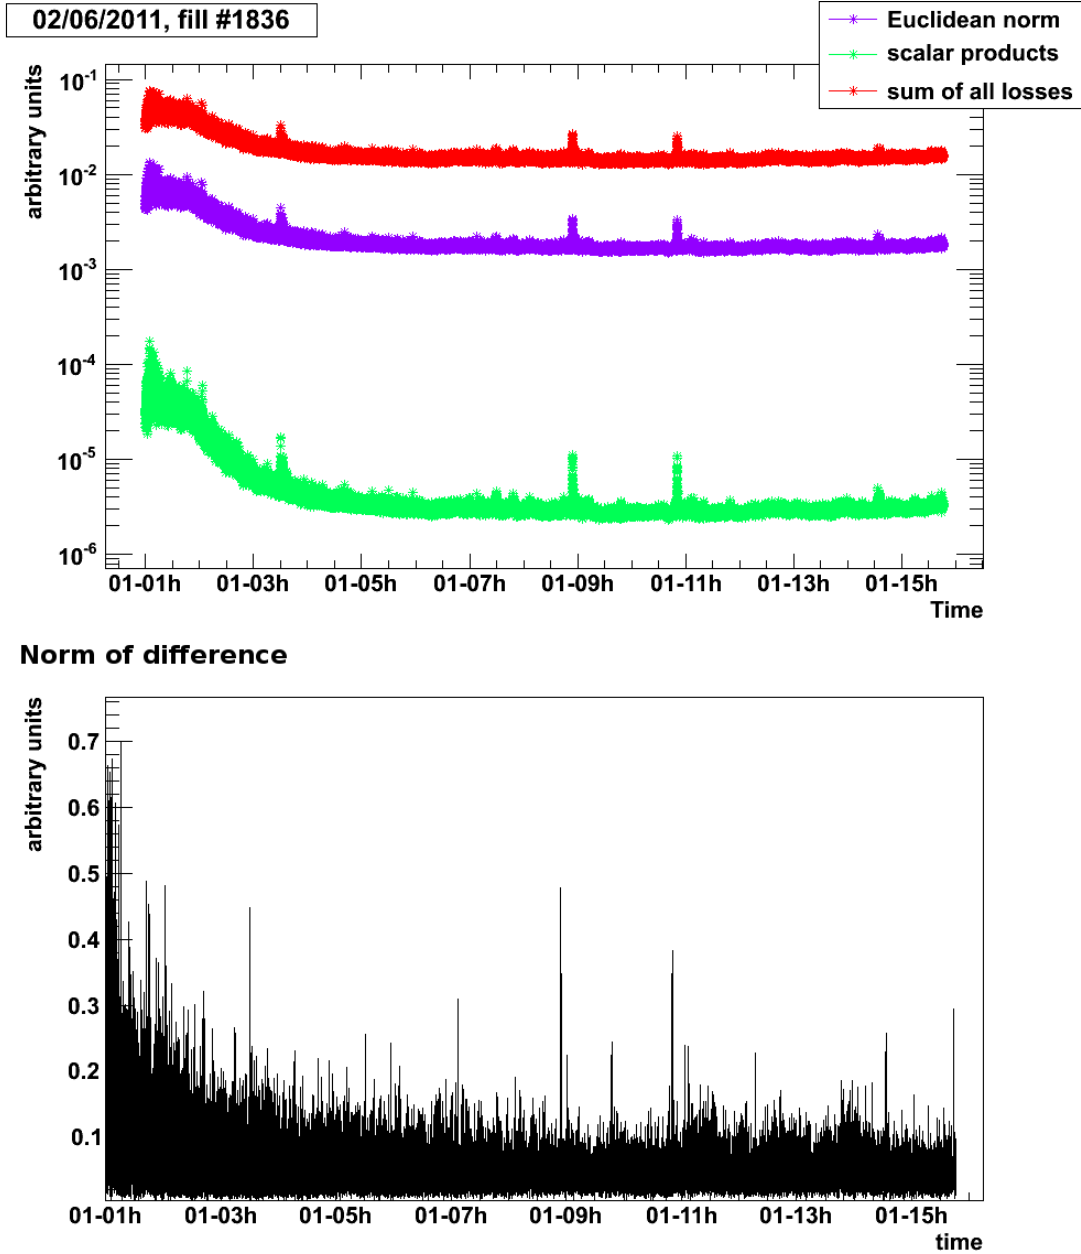 02/06/2011, fill #1836
Euclidean norm
scalar products
sum of all losses
arbitrary units
10-1
10-2
10-3
10-4
10-5
10-6
01-01h 01-03h 01-05h 01-07h 01-09h 01-11h 01-13h 01-15h
Time
Norm of difference
arbitrary units
0.7
0.6
0.5
0.4
0.3
0.2
0.1
01-01h 01-03h 01-05h 01-07h 01-09h 01-11h 01-13h 01-15h
time